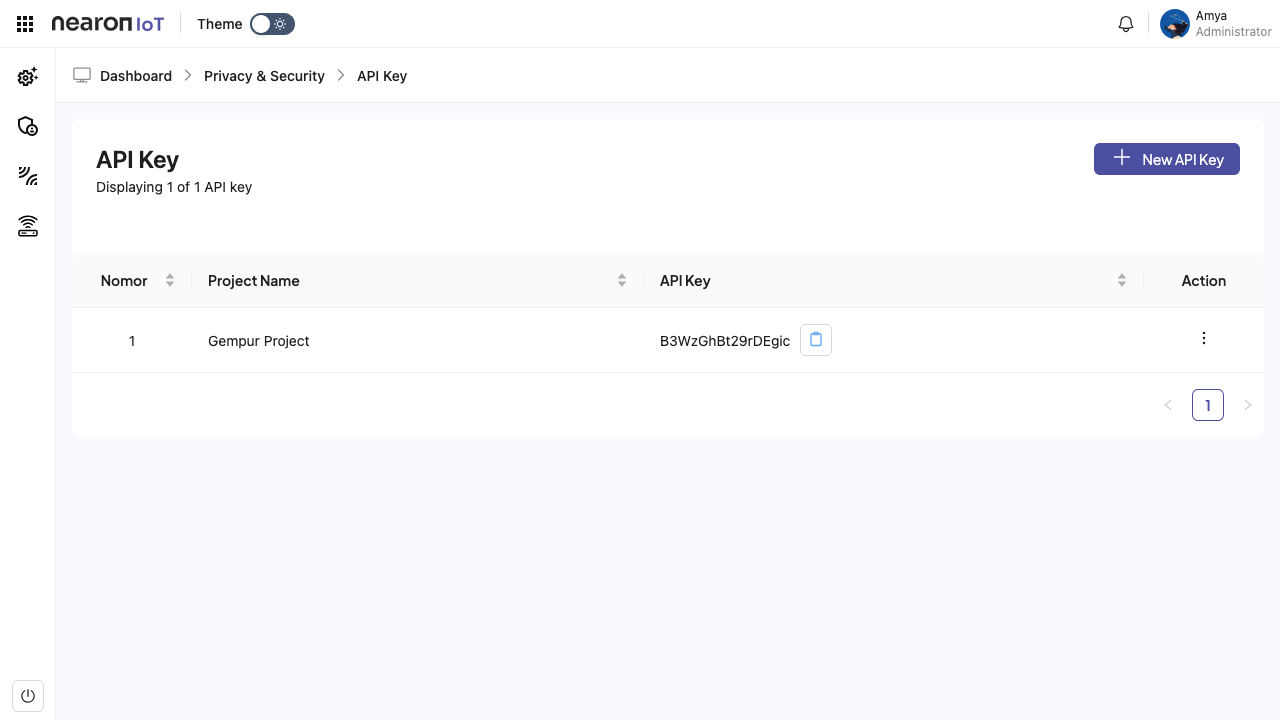 nearon IoT
Theme
Amya
Administrator
Dashboard
Privacy & Security
API Key
API Key
Displaying 1 of 1 API key
New API Key
Nomor
Project Name
API Key
Action
1
Gempur Project
B3WzGhBt29rDEgic
1